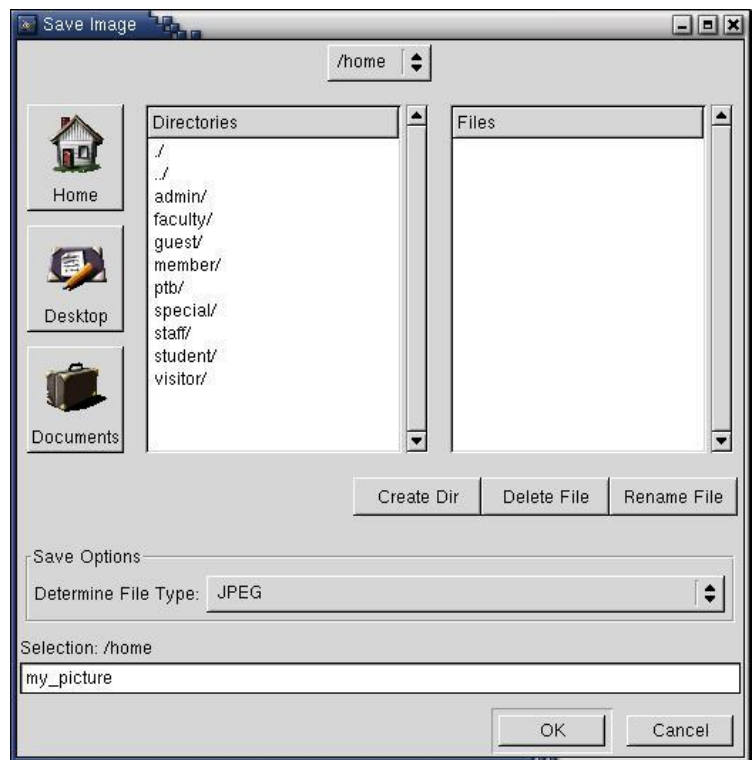 Save Image
/home
Home
Desktop
Documents
Directories
./
../
admin/
faculty/
guest/
member/
ptb/
special/
staff/
student/
visitor/
Files
Create Dir
Delete File
Rename File
Save Options
Determine File Type: JPEG
Selection: /home
my_picture
OK
Cancel